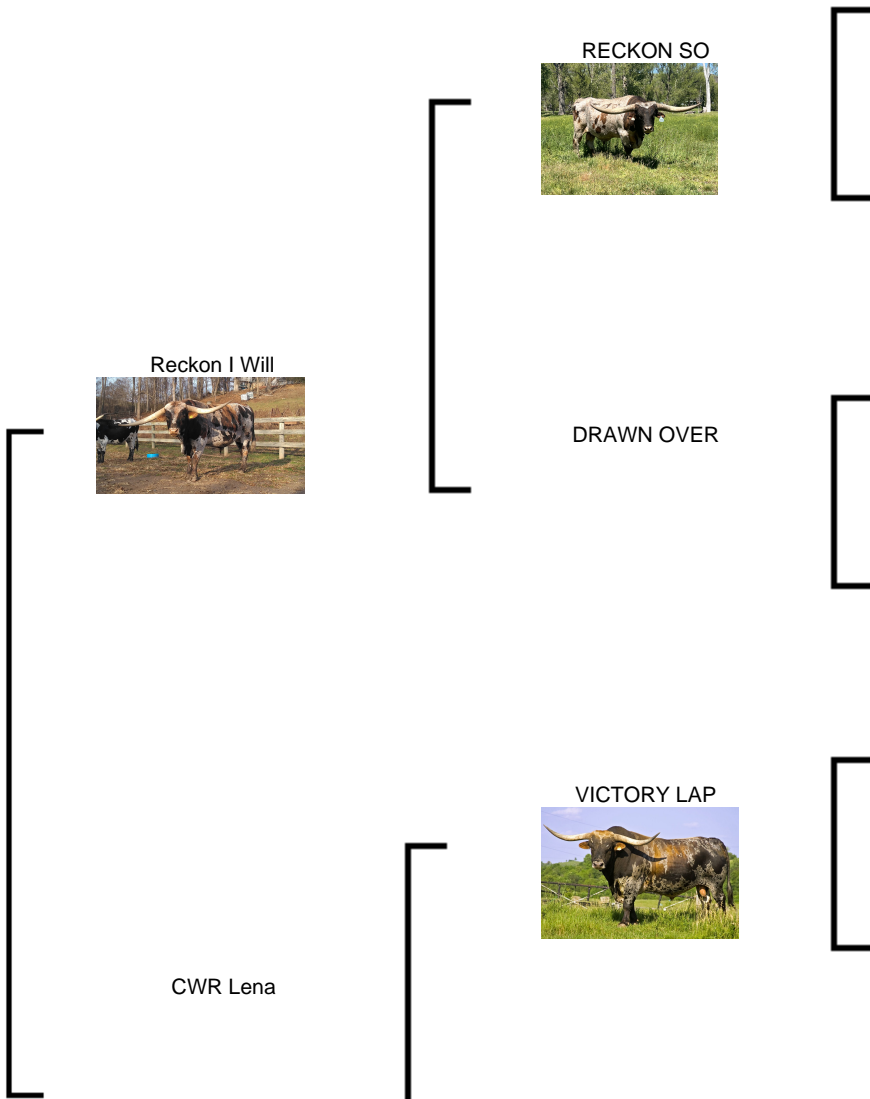 RECKON SO
Reckon I Will
DRAWN OVER
VICTORY LAP
CWR Lena